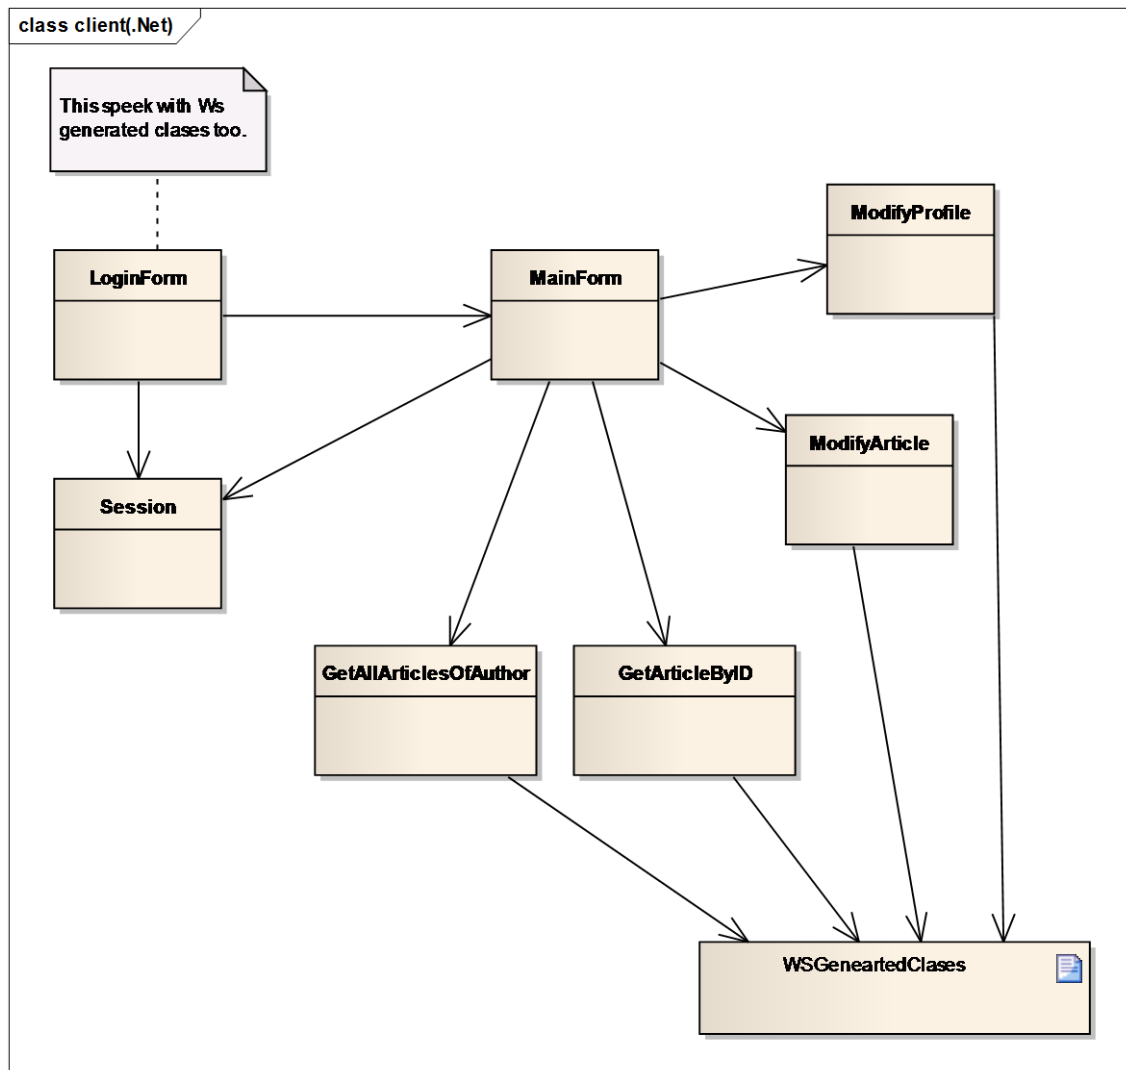 class client(.Net)
This speek with Ws
generated clases too.
ModifyProfile
LoginForm
MainForm
ModifyArticle
Session
GetAllArticlesOfAuthor
GetArticleByID
WSGeneartedClases